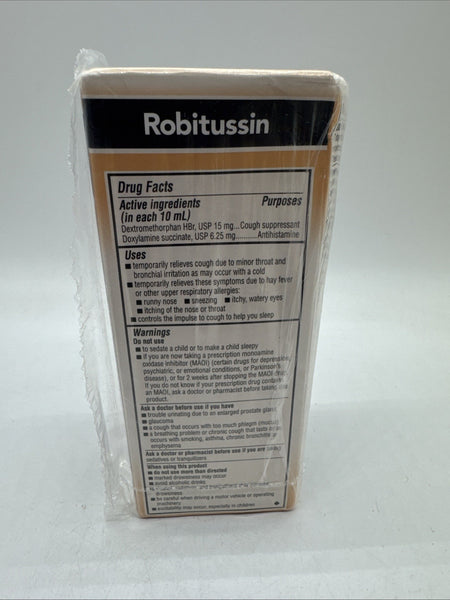 Robitussin
Drug Facts
Active ingredients Purposes
(in each 10 mL)
Dextromethorphan HBr, USP 15 mg...Cough suppressant
Doxylamine succinate, USP 6.25 mg..........Antihistamine
Uses
■ temporarily relieves cough due to minor throat and
bronchial irritation as may occur with a cold
■ temporarily relieves these symptoms due to hay fever
or other upper respiratory allergies:
■ runny nose ■ sneezing ■ itchy, watery eyes
■ itching of the nose or throat
■ controls the impulse to cough to help you sleep
Warnings
Do not use
■ to sedate a child or to make a child sleepy
■ if you are now taking a prescription monoamine
oxidase inhibitor (MAOI) (certain drugs for depression,
psychiatric, or emotional conditions, or Parkinson's
disease), or for 2 weeks after stopping the MAOI drug.
If you do not know if your prescription drug contains
an MAOI, ask a doctor or pharmacist before taking this
product.
Ask a doctor before use if you have
■ trouble urinating due to an enlarged prostate gland
■ glaucoma
■ a cough that occurs with too much phlegm (mucus)
■ a breathing problem or chronic cough that lasts or as
occurs with smoking, asthma, chronic bronchitis or
emphysema
Ask a doctor or pharmacist before use if you are taking
sedatives or tranquilizers
When using this product
■ do not use more than directed
■ marked drowsiness may occur
■ avoid alcoholic drinks
■ alcohol, sedatives, and tranquilizers may increase
drowsiness
■ be careful when driving a motor vehicle or operating
machinery
■ excitability may occur, especially in children